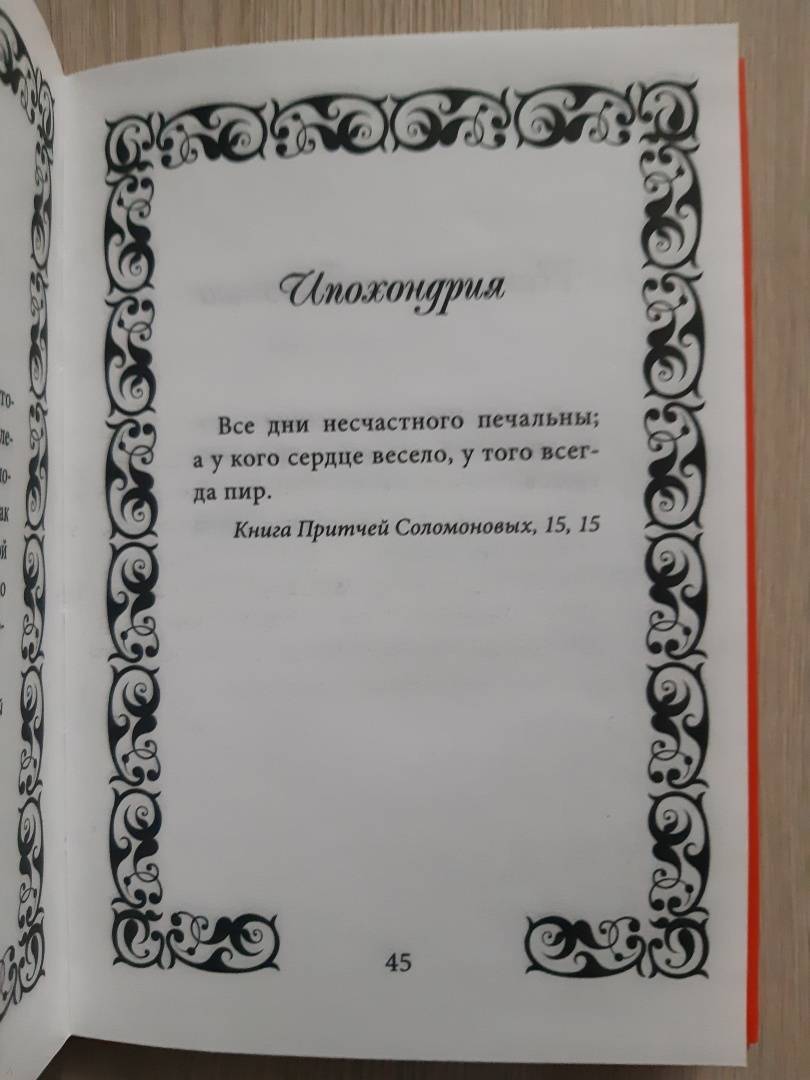 Ипохондрия
Все дни несчастного печальны;
а у кого сердце весело, у того всег-
да пир.
Книга Притчей Соломоновых, 15, 15
45